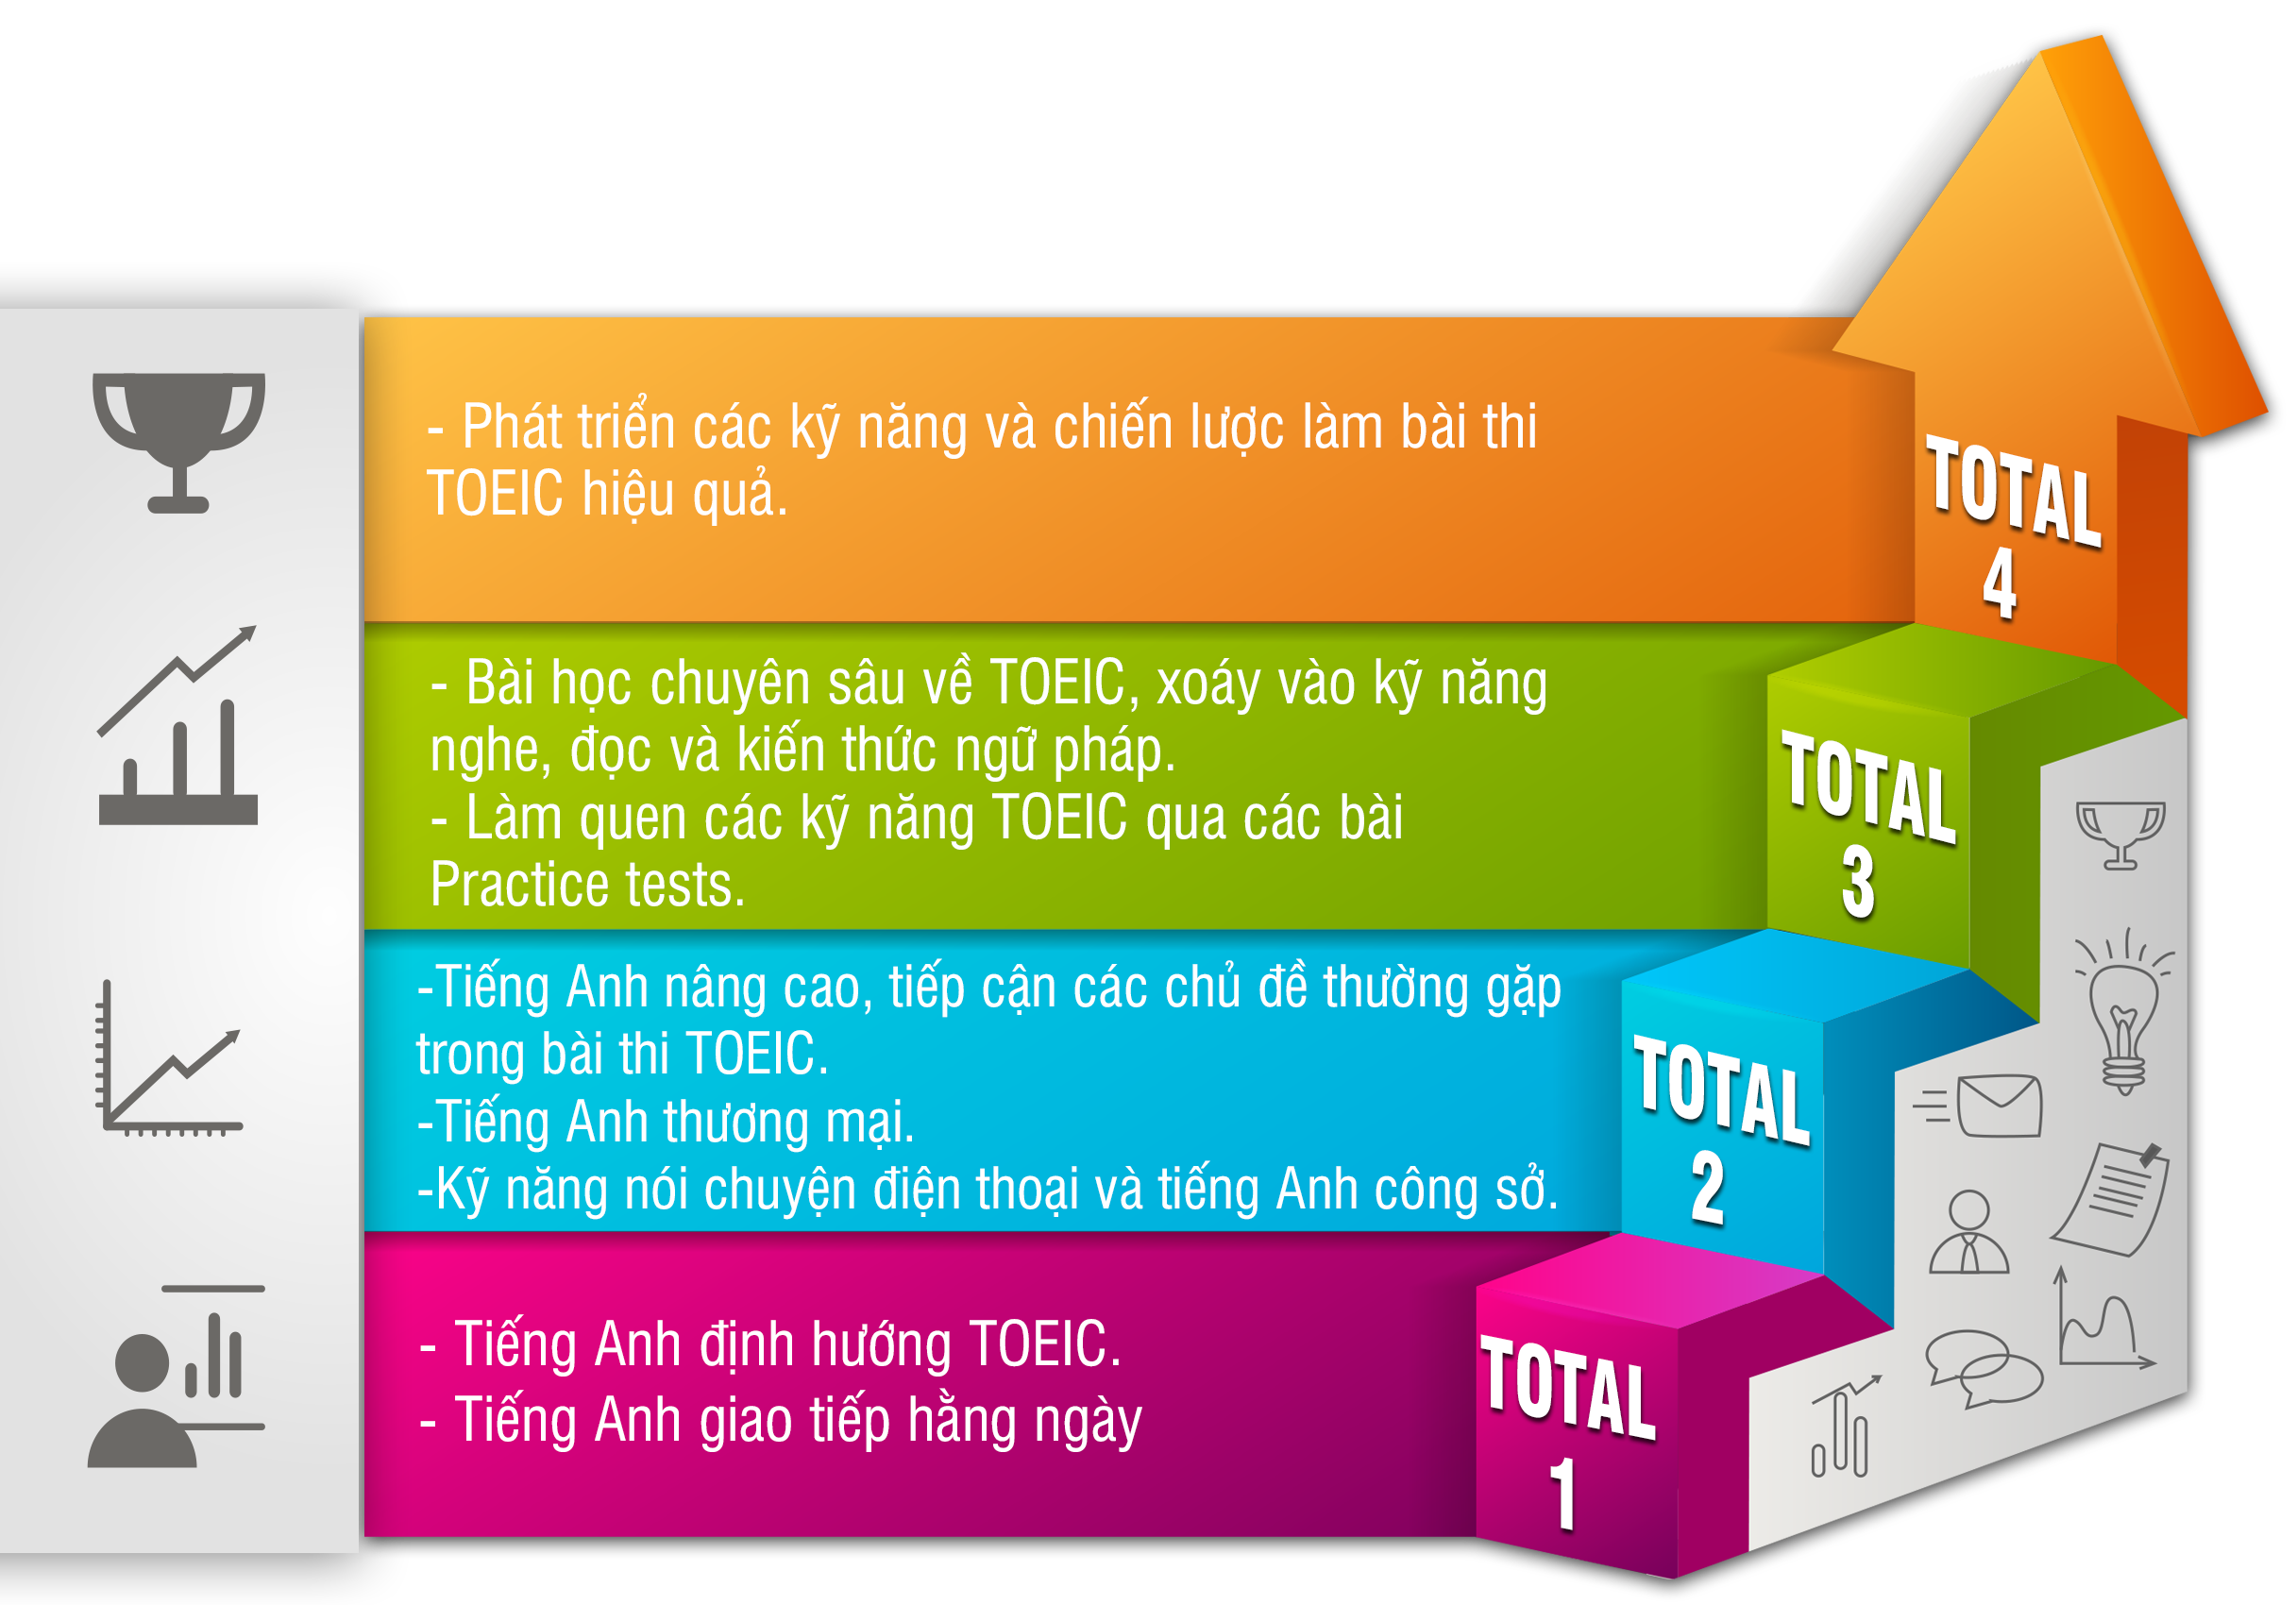 - Phát triển các kỹ năng và chiến lược làm bài thi
TOEIC hiệu quả.
TOTAL
4
- Bài học chuyên sâu về TOEIC, xoáy vào kỹ năng
nghe, đọc và kiến thức ngữ pháp.
- Làm quen các kỹ năng TOEIC qua các bài
Practice tests.
TOTAL
3
-Tiếng Anh nâng cao, tiếp cận các chủ đề thường gặp
trong bài thi TOEIC.
-Tiếng Anh thương mại.
-Kỹ năng nói chuyện điện thoại và tiếng Anh công sở.
TOTAL
2
- Tiếng Anh định hướng TOEIC.
- Tiếng Anh giao tiếp hằng ngày
TOTAL
1